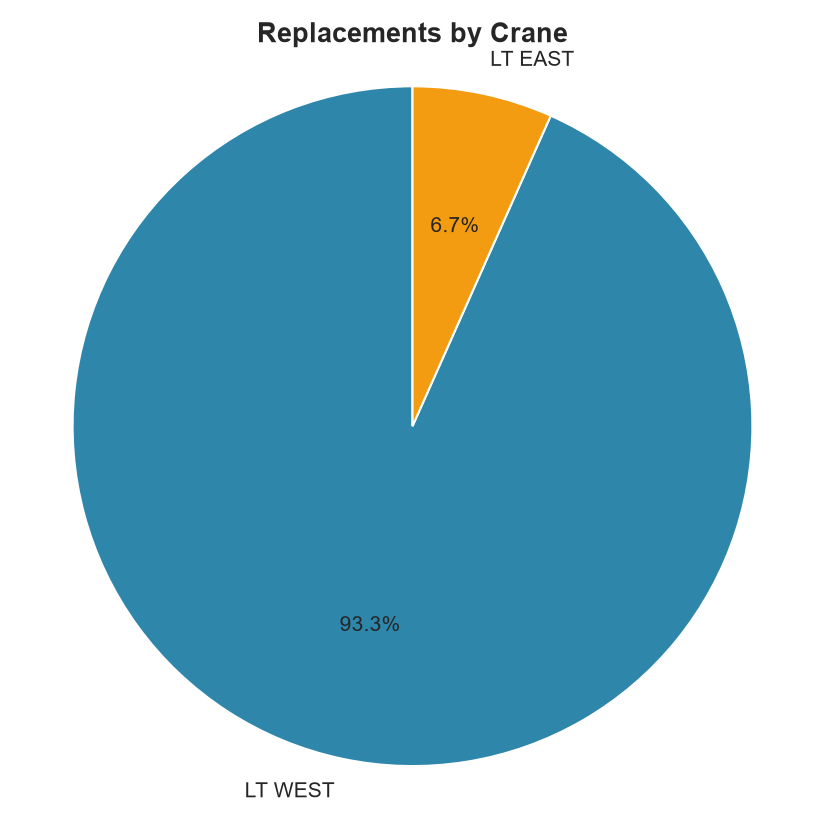 Replacements by Crane
LT EAST
6.7%
93.3%
LT WEST